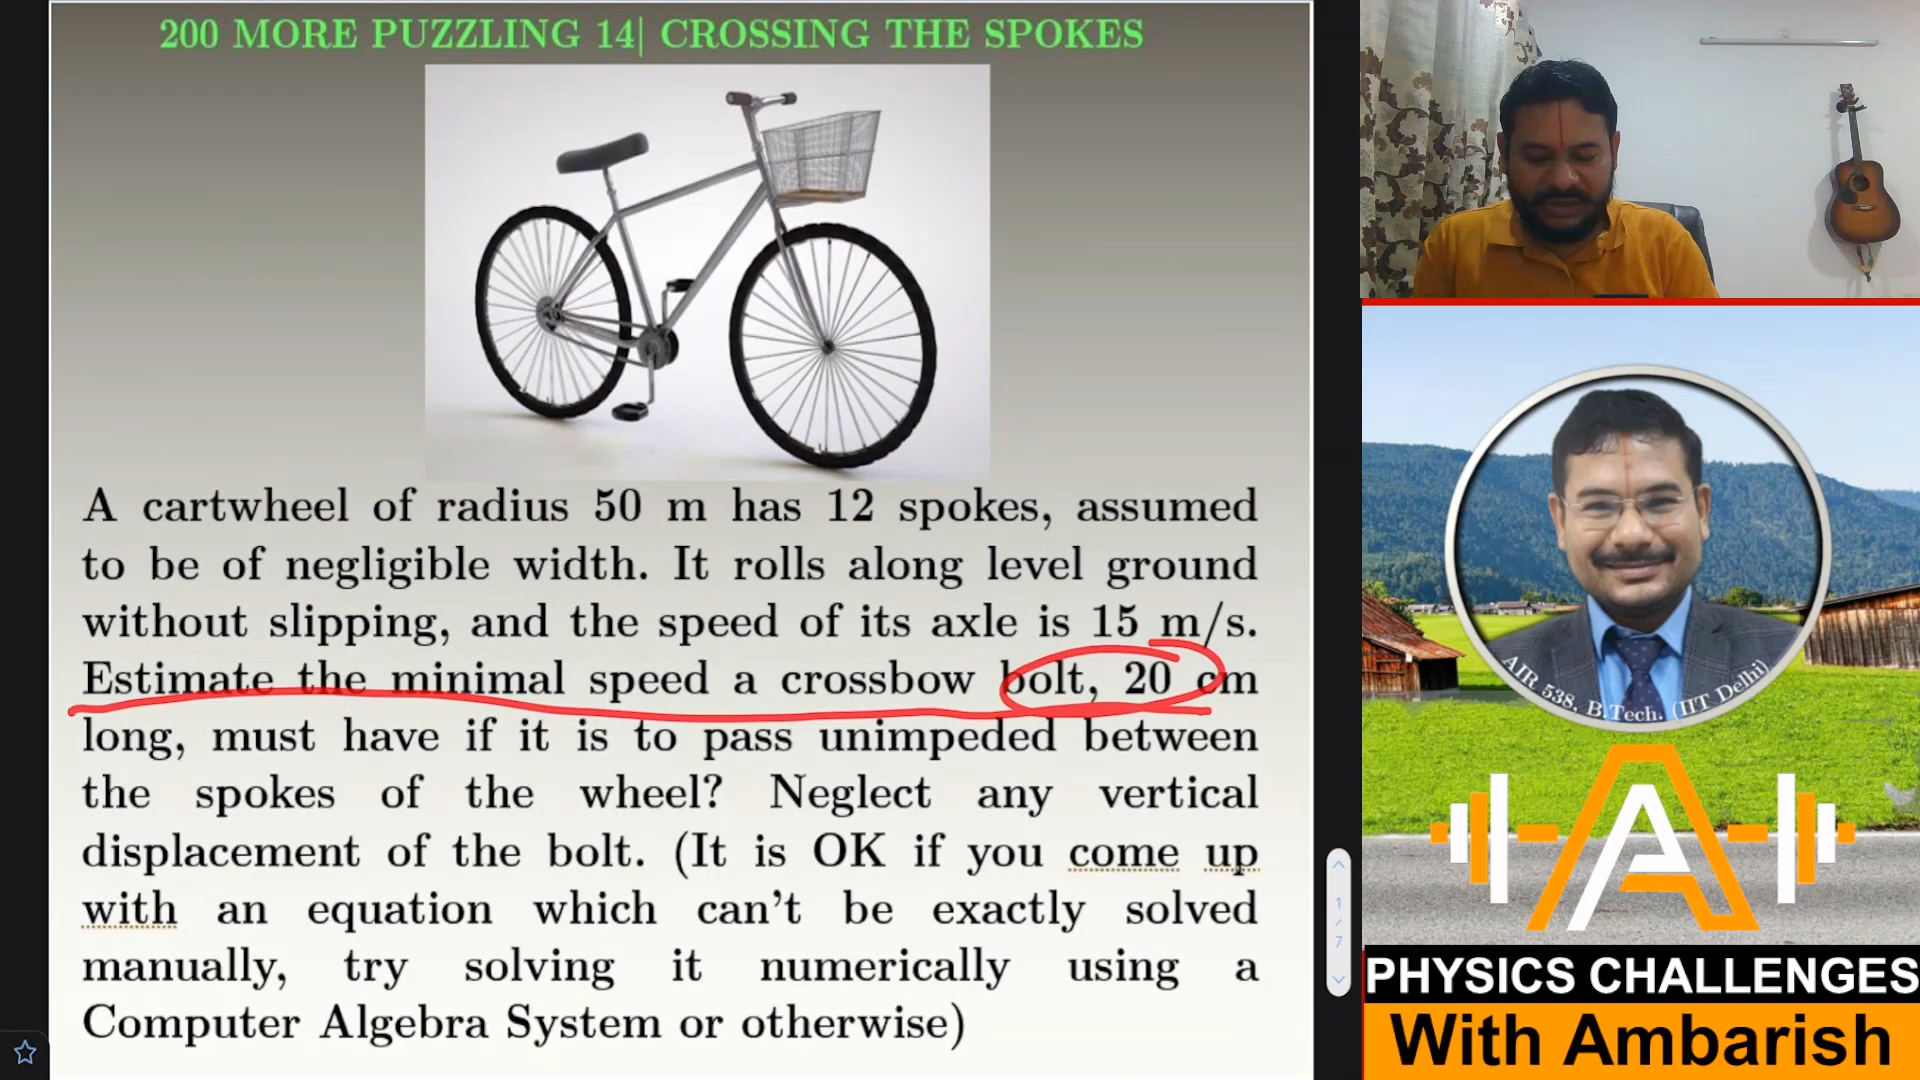 200 MORE PUZZLING 14| CROSSING THE SPOKES
A cartwheel of radius 50 m has 12 spokes, assumed
to be of negligible width. It rolls along level ground
without slipping, and the speed of its axle is 15 m/s.
Estimate the minimal speed a crossbow bolt, 20 cm
long, must have if it is to pass unimpeded between
the spokes of the wheel? Neglect any vertical
displacement of the bolt. (It is OK if you come up
with an equation which can't be exactly solved
manually, try solving it numerically using a
Computer Algebra System or otherwise)
1
/
7
AIR 538, B.Tech. (IIT Delhi)
A
PHYSICS CHALLENGES
With Ambarish